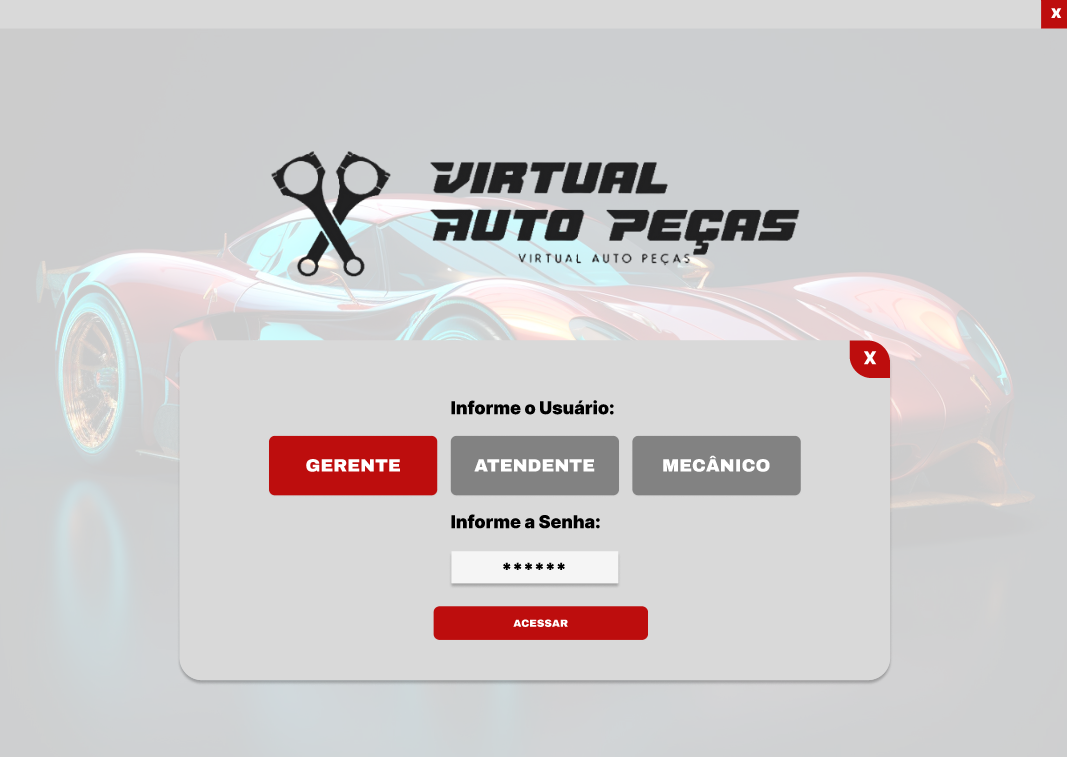 X
VIRTUAL
AUTO PEÇAS
VIRTUAL AUTO PEÇAS
X
Informe o Usuário:
GERENTE ATENDENTE MECÂNICO
Informe a Senha:
******
ACESSAR